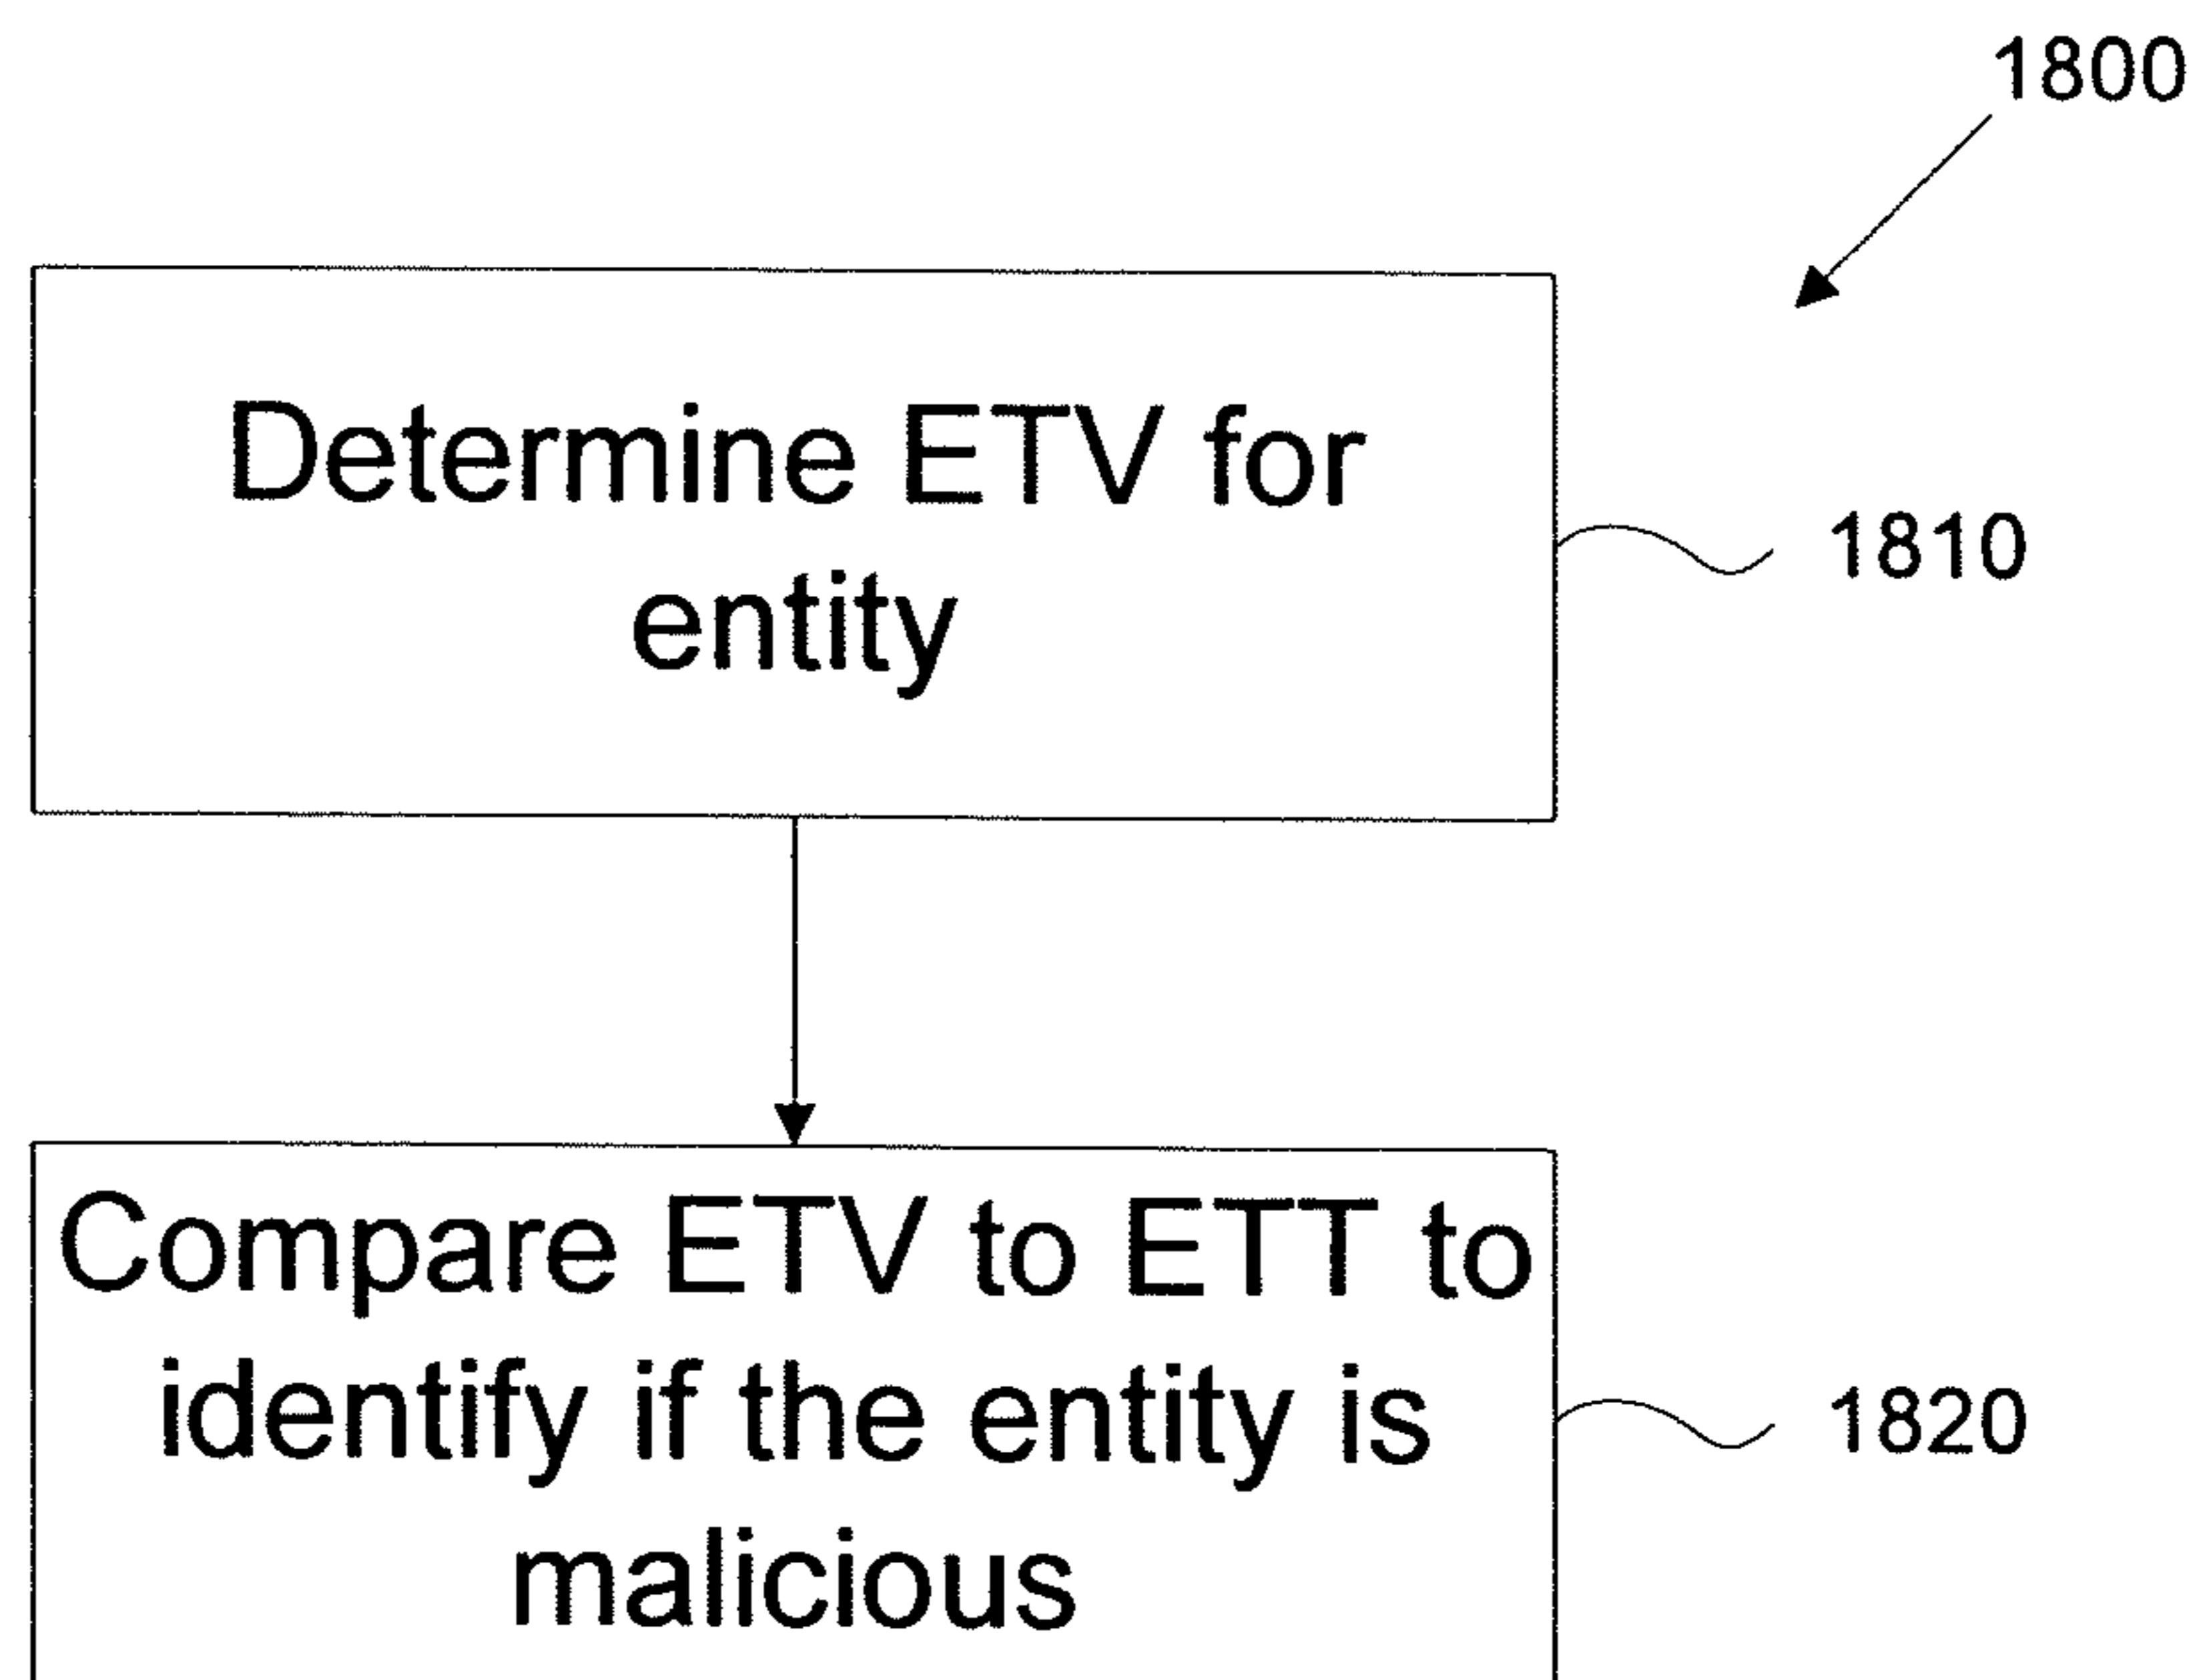 1800
Determine ETV for
entity
1810
Compare ETV to ETT to
identify if the entity is
malicious
1820